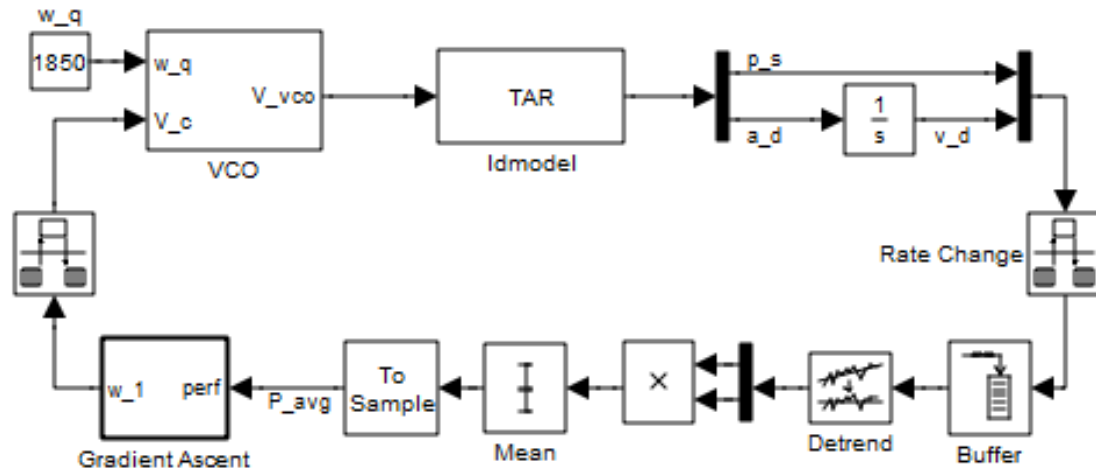 w_q
1850
w_q
V_c
V_vco
VCO
TAR
Idmodel
p_s
a_d
1
s
v_d
Rate Change
w_1
perf
Gradient Ascent
P_avg
To
Sample
Mean
×
Detrend
Buffer